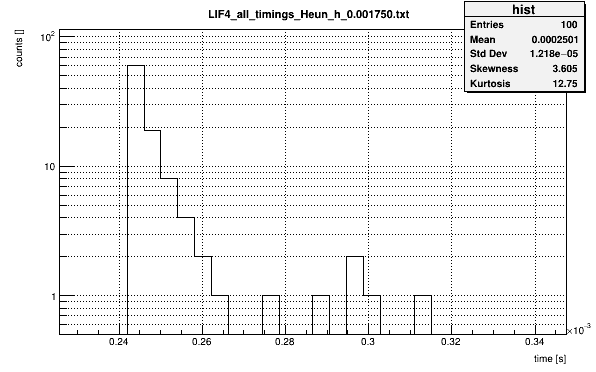 LIF4_all_timings_Heun_h_0.001750.txt
hist
Entries 100
Mean 0.0002501
Std Dev 1.218e−05
Skewness 3.605
Kurtosis 12.75
counts []
10²
10
1
0.24 0.26 0.28 0.3 0.32 0.34
×10⁻³
time [s]